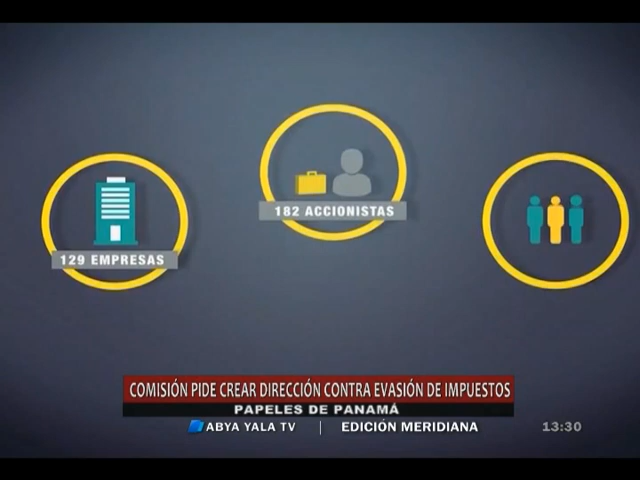 182 ACCIONISTAS
129 EMPRESAS
COMISIÓN PIDE CREAR DIRECCIÓN CONTRA EVASIÓN DE IMPUESTOS
PAPELES DE PANAMÁ
ABYA YALA TV | EDICIÓN MERIDIANA 13:30